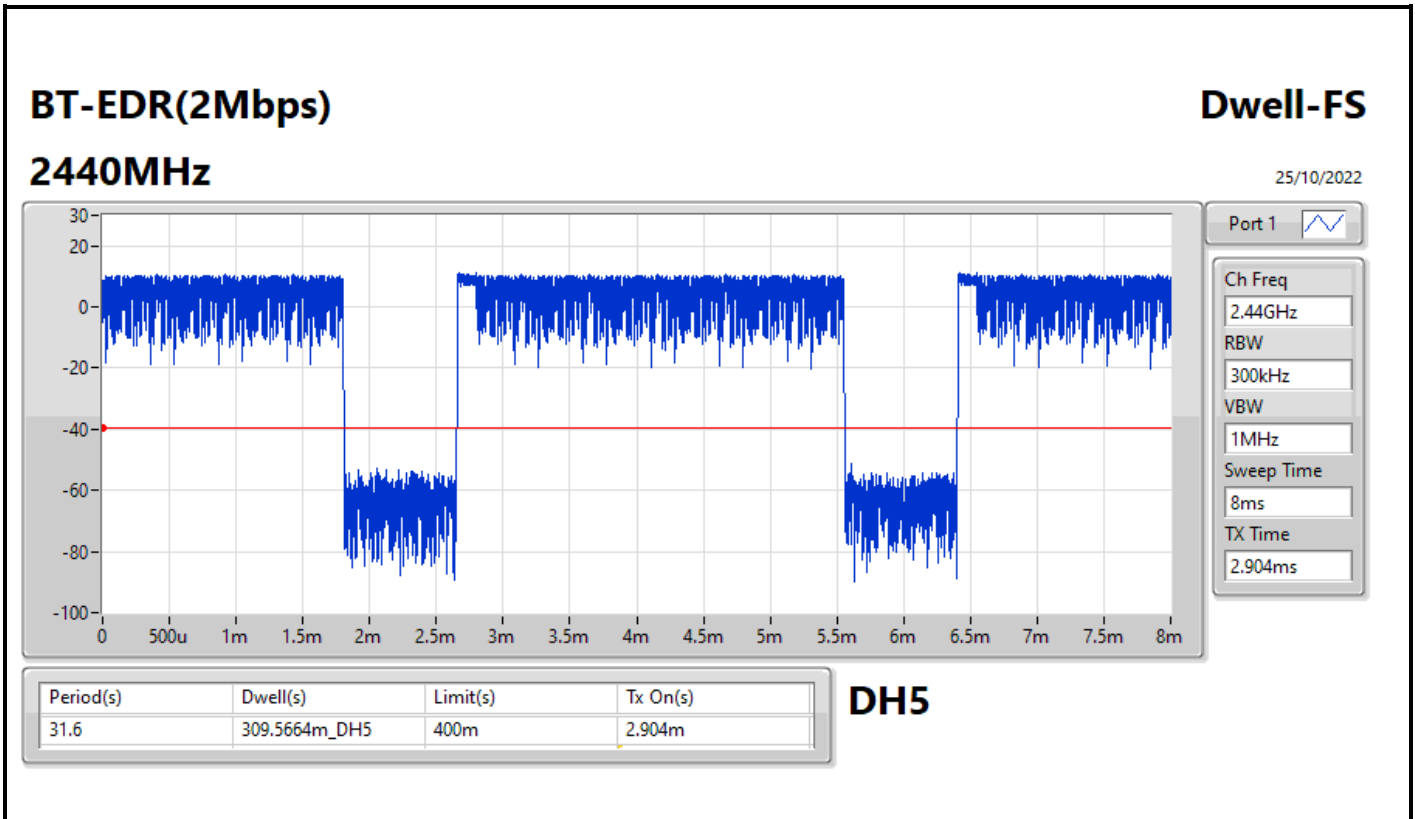 BT-EDR(2Mbps)
Dwell-FS
2440MHz
25/10/2022
30
20
0
-20
-40
-60
-80
-100
0 500u 1m 1.5m 2m 2.5m 3m 3.5m 4m 4.5m 5m 5.5m 6m 6.5m 7m 7.5m 8m
Port 1
Ch Freq
2.44GHz
RBW
300kHz
VBW
1MHz
Sweep Time
8ms
TX Time
2.904ms
Period(s) Dwell(s) Limit(s) Tx On(s)
31.6 309.5664m_DH5 400m 2.904m
DH5